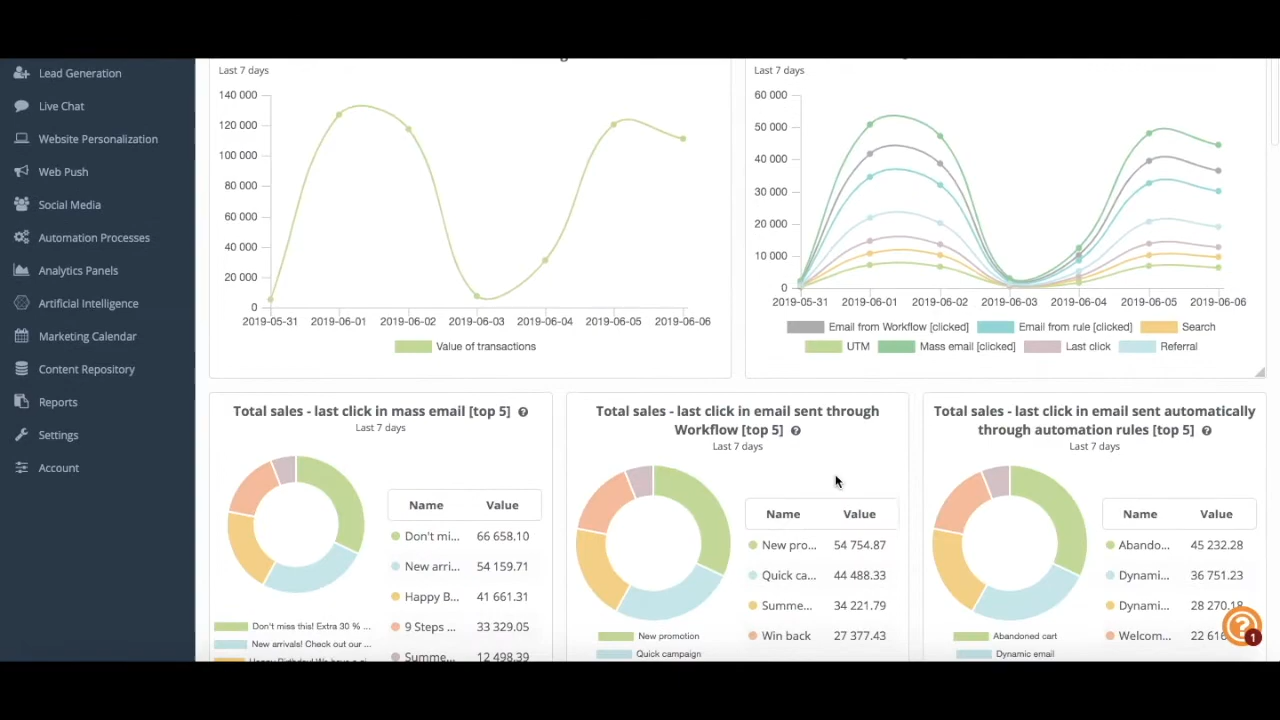 Lead Generation
Live Chat
Website Personalization
Web Push
Social Media
Automation Processes
Analytics Panels
Artificial Intelligence
Marketing Calendar
Content Repository
Reports
Settings
Account
Last 7 days
140 000
120 000
100 000
80 000
60 000
40 000
20 000
0
2019-05-31 2019-06-01 2019-06-02 2019-06-03 2019-06-04 2019-06-05 2019-06-06
Value of transactions
Last 7 days
60 000
50 000
40 000
30 000
20 000
10 000
0
2019-05-31 2019-06-01 2019-06-02 2019-06-03 2019-06-04 2019-06-05 2019-06-06
Email from Workflow [clicked] Email from rule [clicked] Search
UTM Mass email [clicked] Last click Referral
Total sales - last click in mass email [top 5] ?
Last 7 days
Name Value
Don't mi... 66 658.10
New arri... 54 159.71
Happy B... 41 661.31
9 Steps ... 33 329.05
Summe... 12 498.39
Don't miss this! Extra 30 % ...
New arrivals! Check out our ...
Total sales - last click in email sent through
Workflow [top 5] ?
Last 7 days
Name Value
New pro... 54 754.87
Quick ca... 44 488.33
Summe... 34 221.79
Win back 27 377.43
New promotion
Quick campaign
Total sales - last click in email sent automatically
through automation rules [top 5] ?
Last 7 days
Name Value
Abando... 45 232.28
Dynami... 36 751.23
Dynami... 28 270.18
Welcom... 22 616
Abandoned cart
Dynamic email
?
1